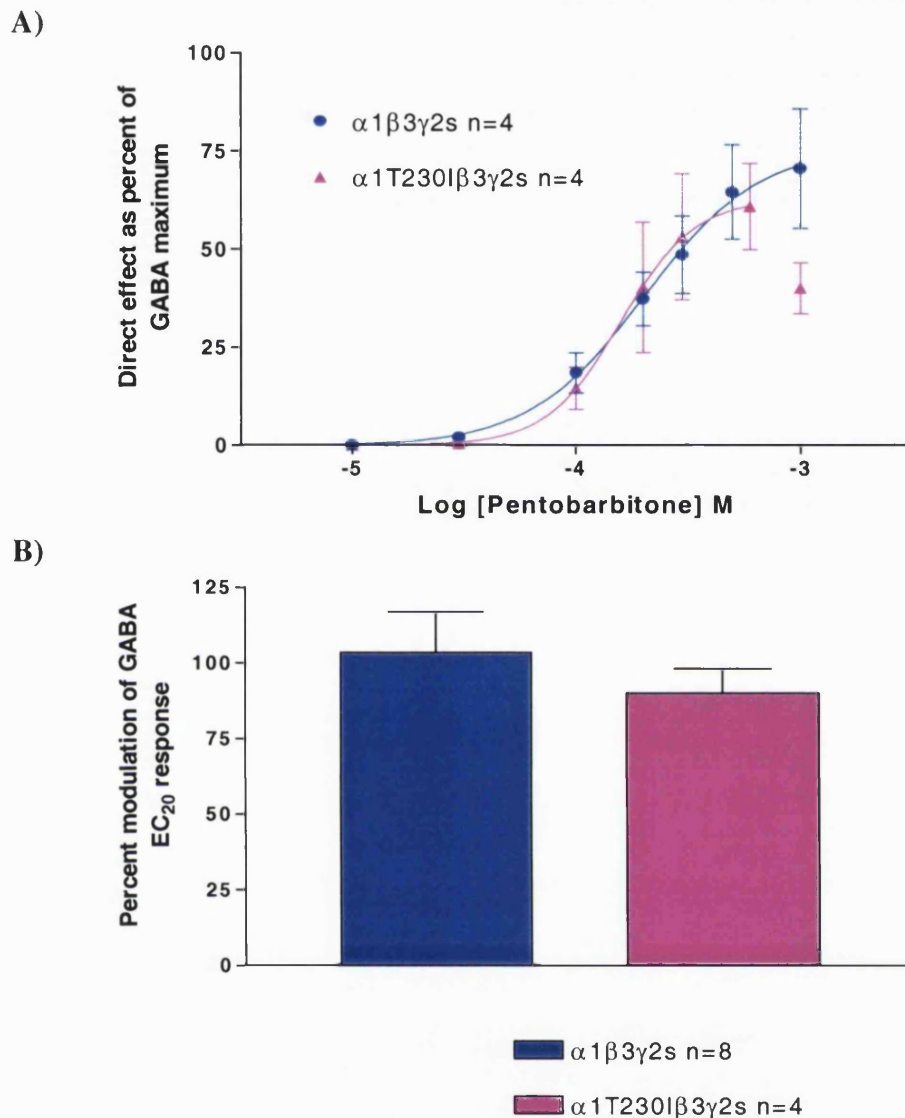 A)
Direct effect as percent of
GABA maximum
100
75
50
25
0
α1β3γ2s n=4
α1T230Iβ3γ2s n=4
-5
-4
-3
Log [Pentobarbitone] M
B)
Percent modulation of GABA
EC20 response
125
100
75
50
25
0
α1β3γ2s n=8
α1T230Iβ3γ2s n=4